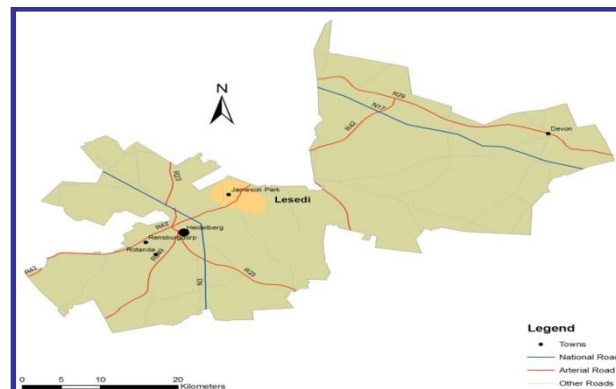 N
R29
N17
R42
Devon
R23
Jameson Park
Lesedi
R42
Heidelberg
Rensburgdorp
Rotanda
R42
R23
N3
Legend
Towns
National Road
Arterial Road
Other Roads
0 5 10 20
Kilometers